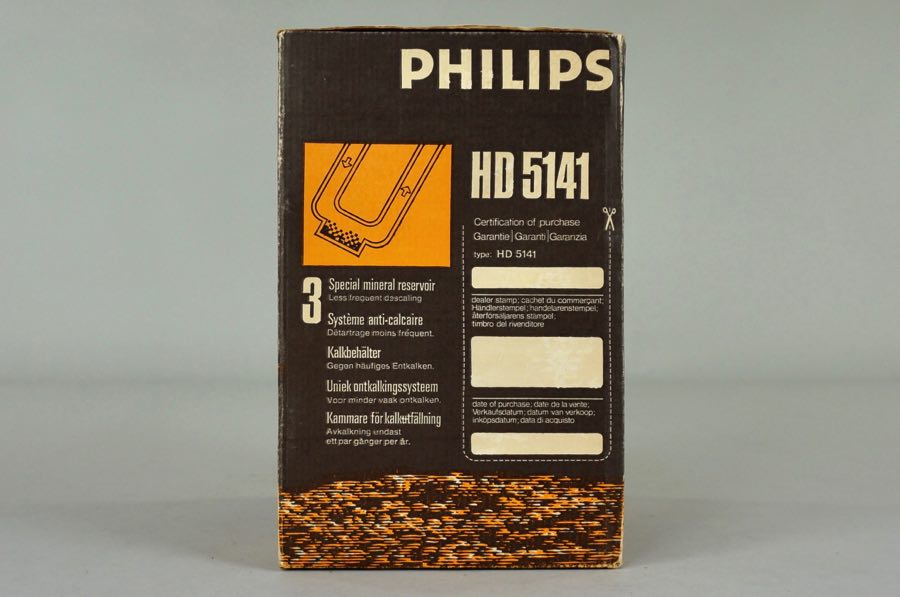 PHILIPS
HD 5141
Certification of purchase
Garantie|Garanti|Garanzia
type: HD 5141
dealer stamp; cachet du commerçant;
Händlerstempel; handelarenstempel;
återförsäljarens stämpel;
timbro del rivenditore
date of purchase; date de la vente;
Verkaufsdatum; datum van verkoop;
inköpsdatum; data di acquisto
3
Special mineral reservoir
Less frequent descaling
Système anti-calcaire
Détartrage moins fréquent.
Kalkbehälter
Gegen häufiges Entkalken.
Uniek ontkalkingssysteem
Voor minder vaak ontkalken.
Kammare för kalkutfällning
Avkalkning endast
ett par gånger per år.